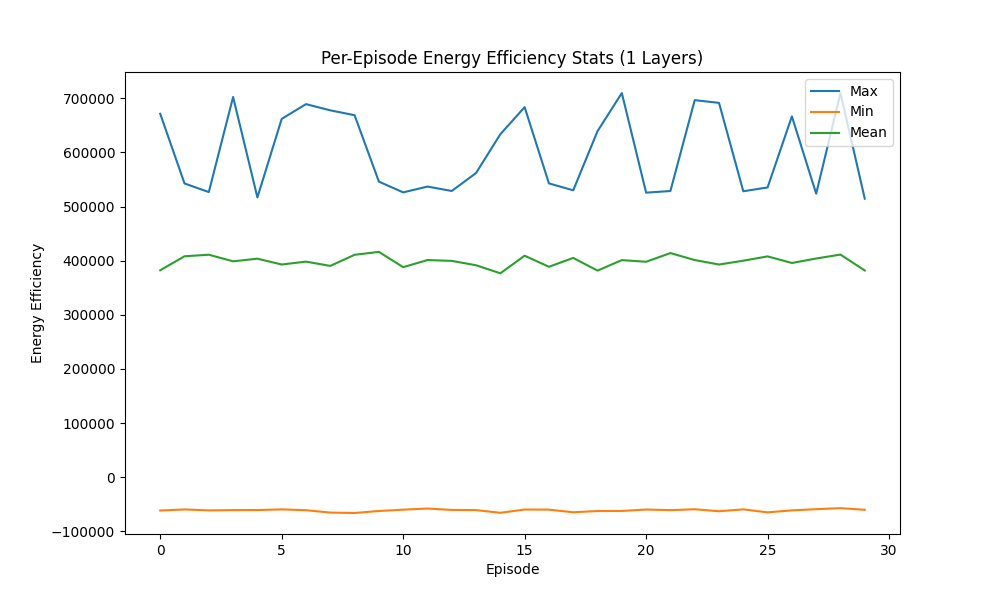 Per-Episode Energy Efficiency Stats (1 Layers)
Max
Min
Mean
Energy Efficiency
700000
600000
500000
400000
300000
200000
100000
0
−100000
0 5 10 15 20 25 30
Episode